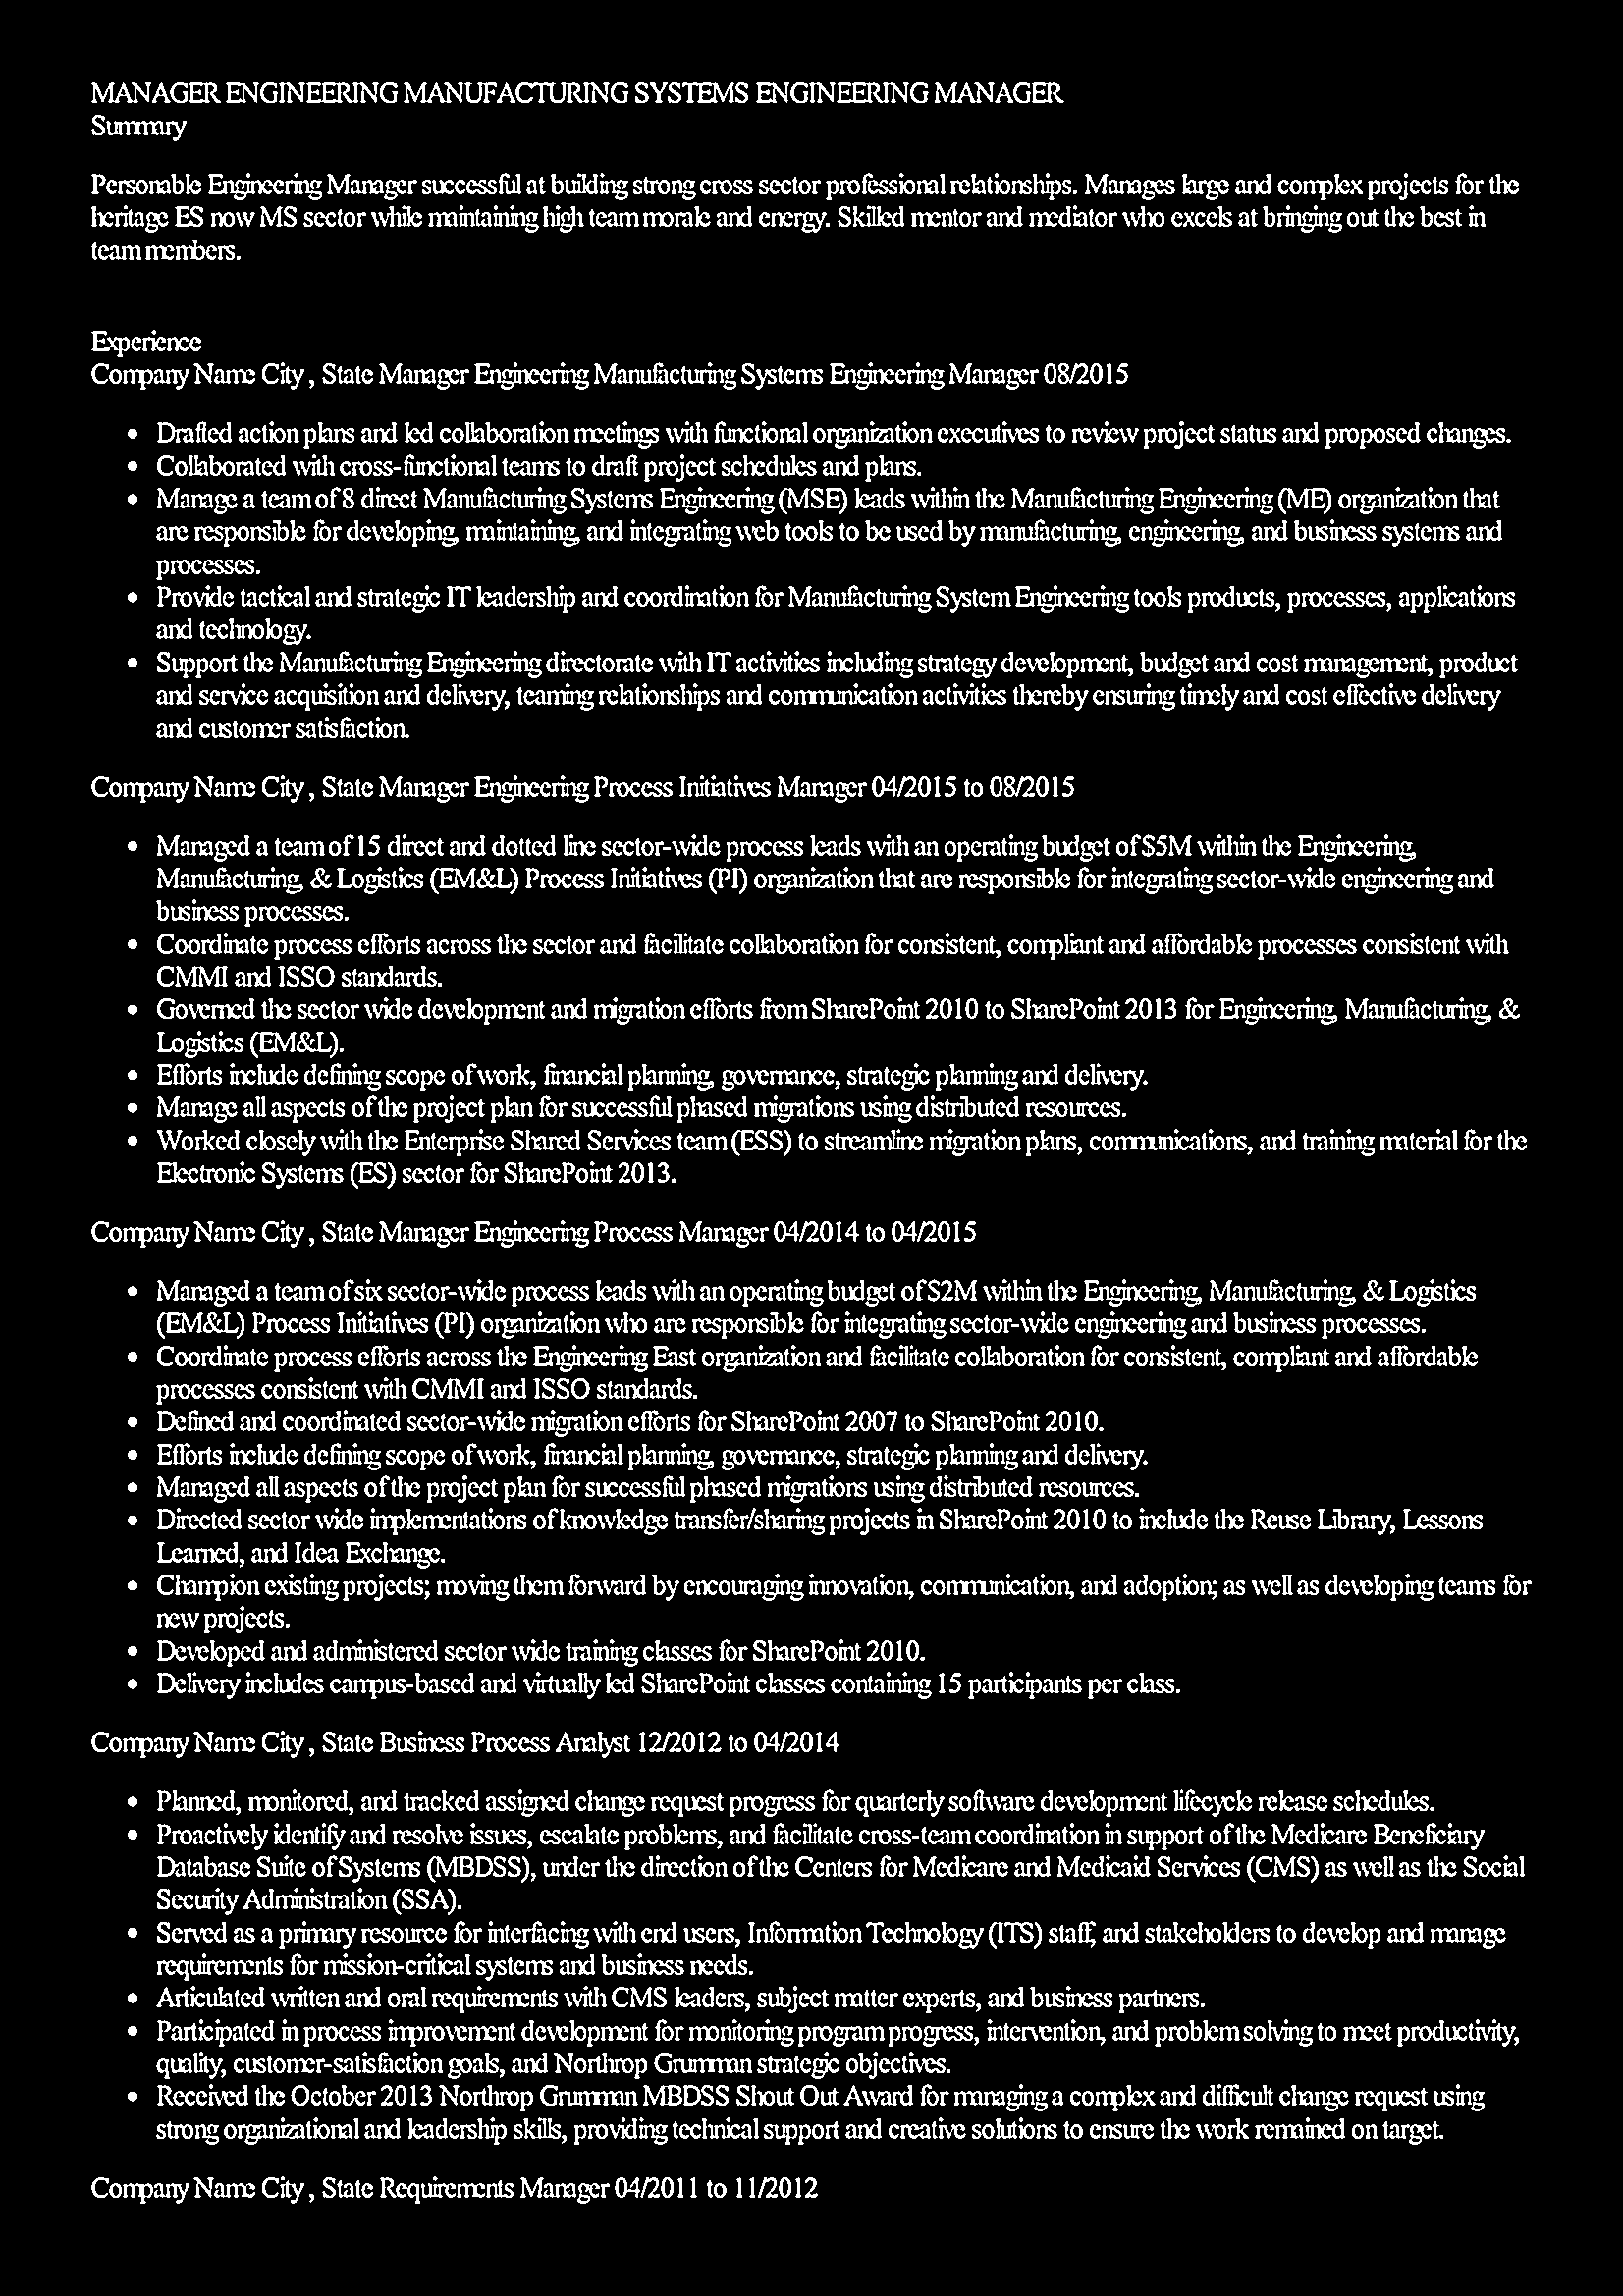 MANAGER ENGINEERING MANUFACTURING SYSTEMS ENGINEERING MANAGER
Summary
Personable Engineering Manager successful at building strong cross sector professional relationships. Manages large and complex projects for the
heritage ES now MS sector while maintaining high team morale and energy. Skilled mentor and mediator who excels at bringing out the best in
team members.
Experience
Company Name City , State Manager Engineering Manufacturing Systems Engineering Manager 08/2015
• Drafted action plans and led collaboration meetings with functional organization executives to review project status and proposed changes.
• Collaborated with cross-functional teams to draft project schedules and plans.
• Manage a team of 8 direct Manufacturing Systems Engineering (MSE) leads within the Manufacturing Engineering (ME) organization that
are responsible for developing, maintaining, and integrating web tools to be used by manufacturing, engineering, and business systems and
processes.
• Provide tactical and strategic IT leadership and coordination for Manufacturing System Engineering tools products, processes, applications
and technology.
• Support the Manufacturing Engineering directorate with IT activities including strategy development, budget and cost management, product
and service acquisition and delivery, teaming relationships and communication activities thereby ensuring timely and cost effective delivery
and customer satisfaction.
Company Name City , State Manager Engineering Process Initiatives Manager 04/2015 to 08/2015
• Managed a team of 15 direct and dotted line sector-wide process leads with an operating budget of $5M within the Engineering,
Manufacturing, & Logistics (EM&L) Process Initiatives (PI) organization that are responsible for integrating sector-wide engineering and
business processes.
• Coordinate process efforts across the sector and facilitate collaboration for consistent, compliant and affordable processes consistent with
CMMI and ISSO standards.
• Governed the sector wide development and migration efforts from SharePoint 2010 to SharePoint 2013 for Engineering, Manufacturing, &
Logistics (EM&L).
• Efforts include defining scope of work, financial planning, governance, strategic planning and delivery.
• Manage all aspects of the project plan for successful phased migrations using distributed resources.
• Worked closely with the Enterprise Shared Services team (ESS) to streamline migration plans, communications, and training material for the
Electronic Systems (ES) sector for SharePoint 2013.
Company Name City , State Manager Engineering Process Manager 04/2014 to 04/2015
• Managed a team of six sector-wide process leads with an operating budget of $2M within the Engineering, Manufacturing, & Logistics
(EM&L) Process Initiatives (PI) organization who are responsible for integrating sector-wide engineering and business processes.
• Coordinate process efforts across the Engineering East organization and facilitate collaboration for consistent, compliant and affordable
processes consistent with CMMI and ISSO standards.
• Defined and coordinated sector-wide migration efforts for SharePoint 2007 to SharePoint 2010.
• Efforts include defining scope of work, financial planning, governance, strategic planning and delivery.
• Managed all aspects of the project plan for successful phased migrations using distributed resources.
• Directed sector wide implementations of knowledge transfer/sharing projects in SharePoint 2010 to include the Reuse Library, Lessons
Learned, and Idea Exchange.
• Champion existing projects; moving them forward by encouraging innovation, communication, and adoption; as well as developing teams for
new projects.
• Developed and administered sector wide training classes for SharePoint 2010.
• Delivery includes campus-based and virtually led SharePoint classes containing 15 participants per class.
Company Name City , State Business Process Analyst 12/2012 to 04/2014
• Planned, monitored, and tracked assigned change request progress for quarterly software development lifecycle release schedules.
• Proactively identify and resolve issues, escalate problems, and facilitate cross-team coordination in support of the Medicare Beneficiary
Database Suite of Systems (MBDSS), under the direction of the Centers for Medicare and Medicaid Services (CMS) as well as the Social
Security Administration (SSA).
• Served as a primary resource for interfacing with end users, Information Technology (ITS) staff, and stakeholders to develop and manage
requirements for mission-critical systems and business needs.
• Articulated written and oral requirements with CMS leaders, subject matter experts, and business partners.
• Participated in process improvement development for monitoring program progress, intervention, and problem solving to meet productivity,
quality, customer-satisfaction goals, and Northrop Grumman strategic objectives.
• Received the October 2013 Northrop Grumman MBDSS Shout Out Award for managing a complex and difficult change request using
strong organizational and leadership skills, providing technical support and creative solutions to ensure the work remained on target.
Company Name City , State Requirements Manager 04/2011 to 11/2012